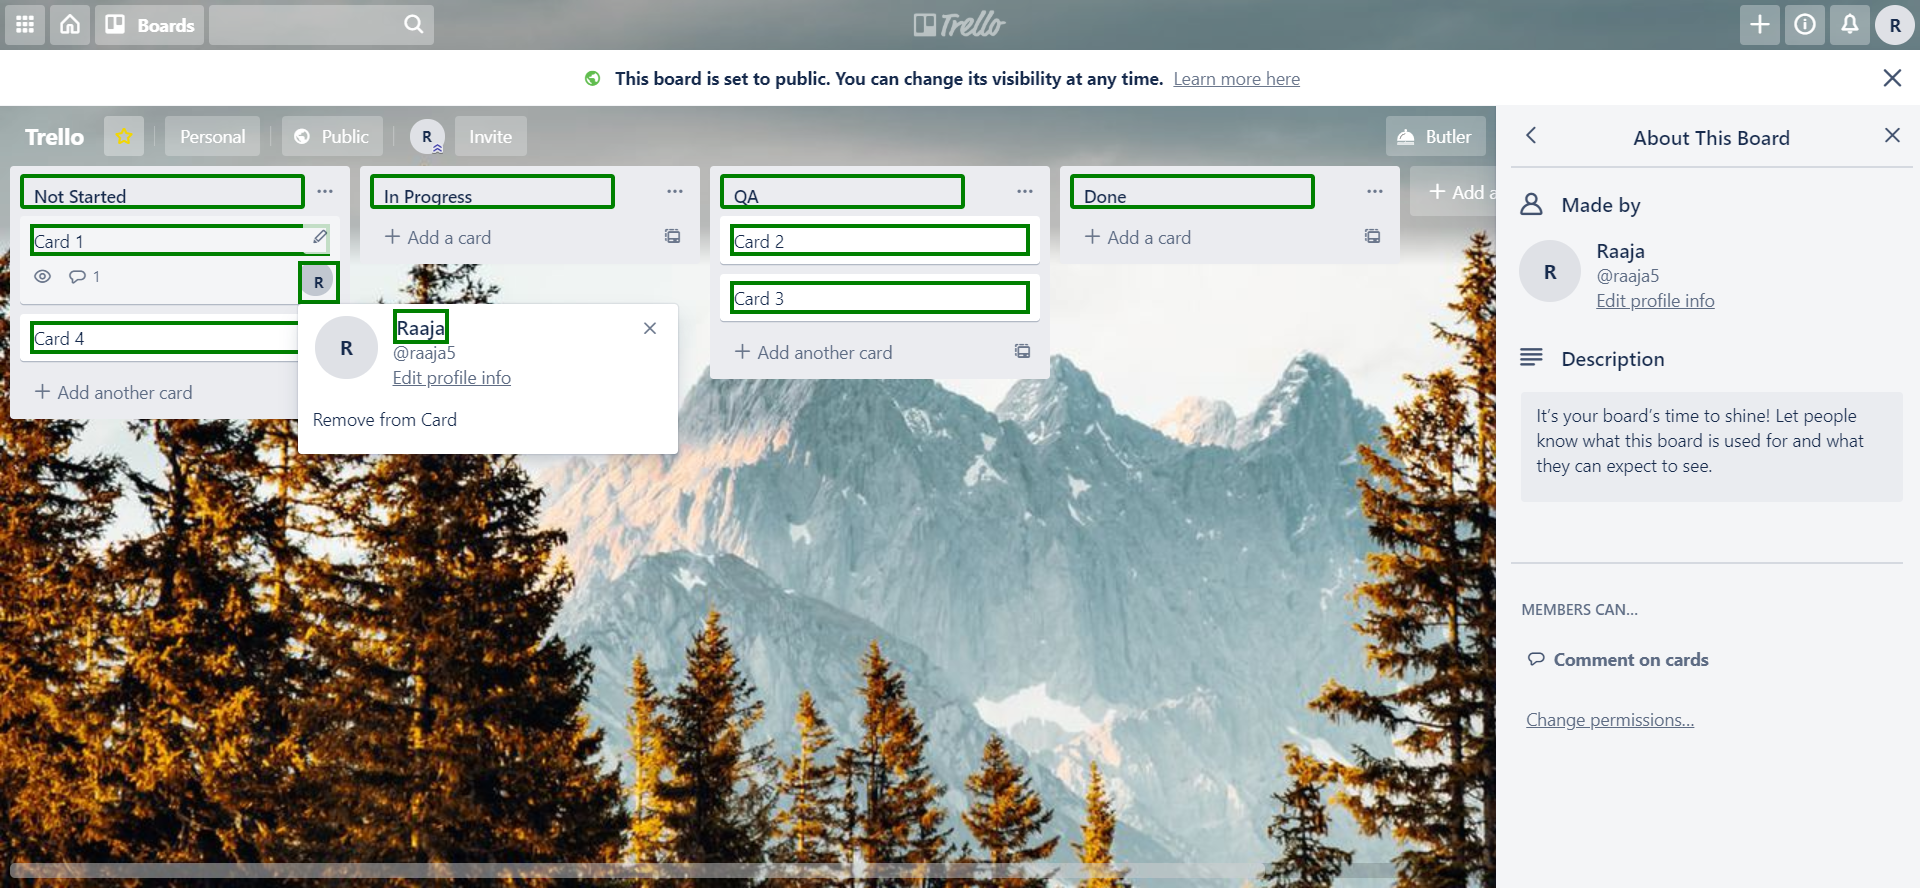 Boards
Trello
R
This board is set to public. You can change its visibility at any time. Learn more here
Trello
Personal
Public
R
Invite
Butler
Not Started
Card 1
1
R
Card 4
Add another card
In Progress
Add a card
R
Raaja
@raaja5
Edit profile info
Remove from Card
QA
Card 2
Card 3
Add another card
Done
Add a card
Add a
About This Board
Made by
R
Raaja
@raaja5
Edit profile info
Description
It's your board's time to shine! Let people
know what this board is used for and what
they can expect to see.
MEMBERS CAN...
Comment on cards
Change permissions...